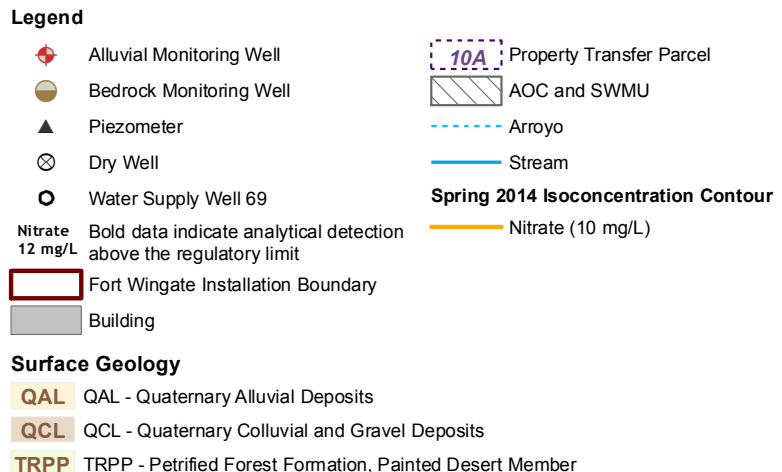 Legend
Alluvial Monitoring Well
Bedrock Monitoring Well
Piezometer
Dry Well
Water Supply Well 69
Nitrate
12 mg/L
Bold data indicate analytical detection
above the regulatory limit
Fort Wingate Installation Boundary
Building
10A Property Transfer Parcel
AOC and SWMU
Arroyo
Stream
Spring 2014 Isoconcentration Contour
Nitrate (10 mg/L)
Surface Geology
QAL QAL - Quaternary Alluvial Deposits
QCL QCL - Quaternary Colluvial and Gravel Deposits
TRPP TRPP - Petrified Forest Formation, Painted Desert Member